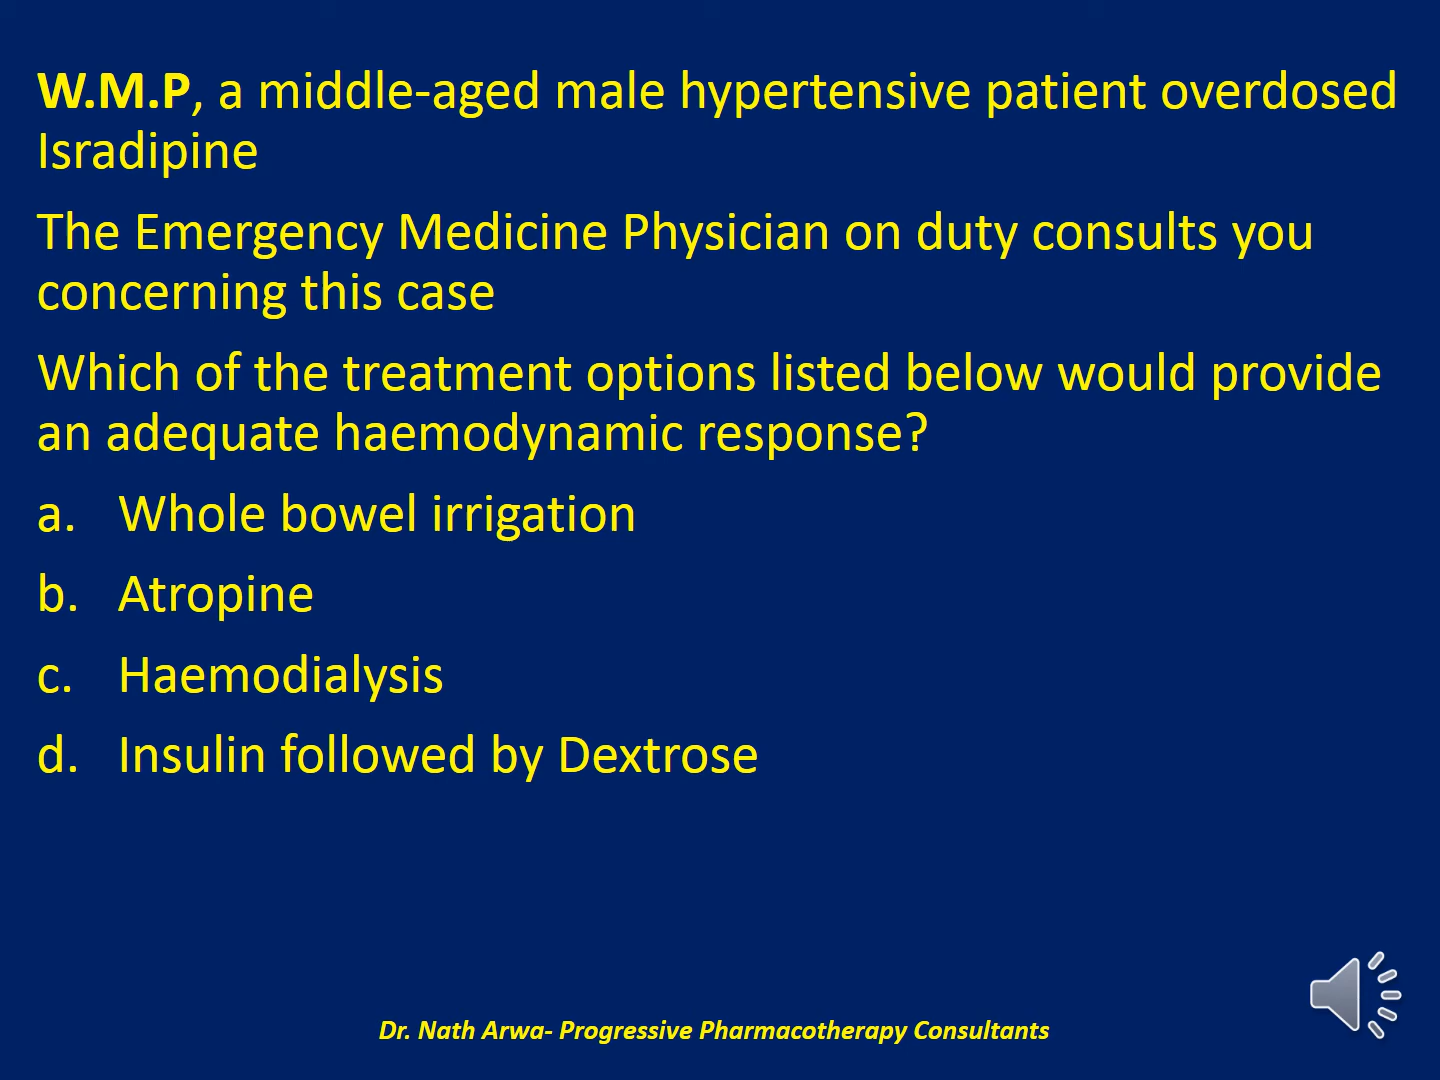 W.M.P, a middle-aged male hypertensive patient overdosed
Isradipine
The Emergency Medicine Physician on duty consults you
concerning this case
Which of the treatment options listed below would provide
an adequate haemodynamic response?
a. Whole bowel irrigation
b. Atropine
c. Haemodialysis
d. Insulin followed by Dextrose
Dr. Nath Arwa- Progressive Pharmacotherapy Consultants